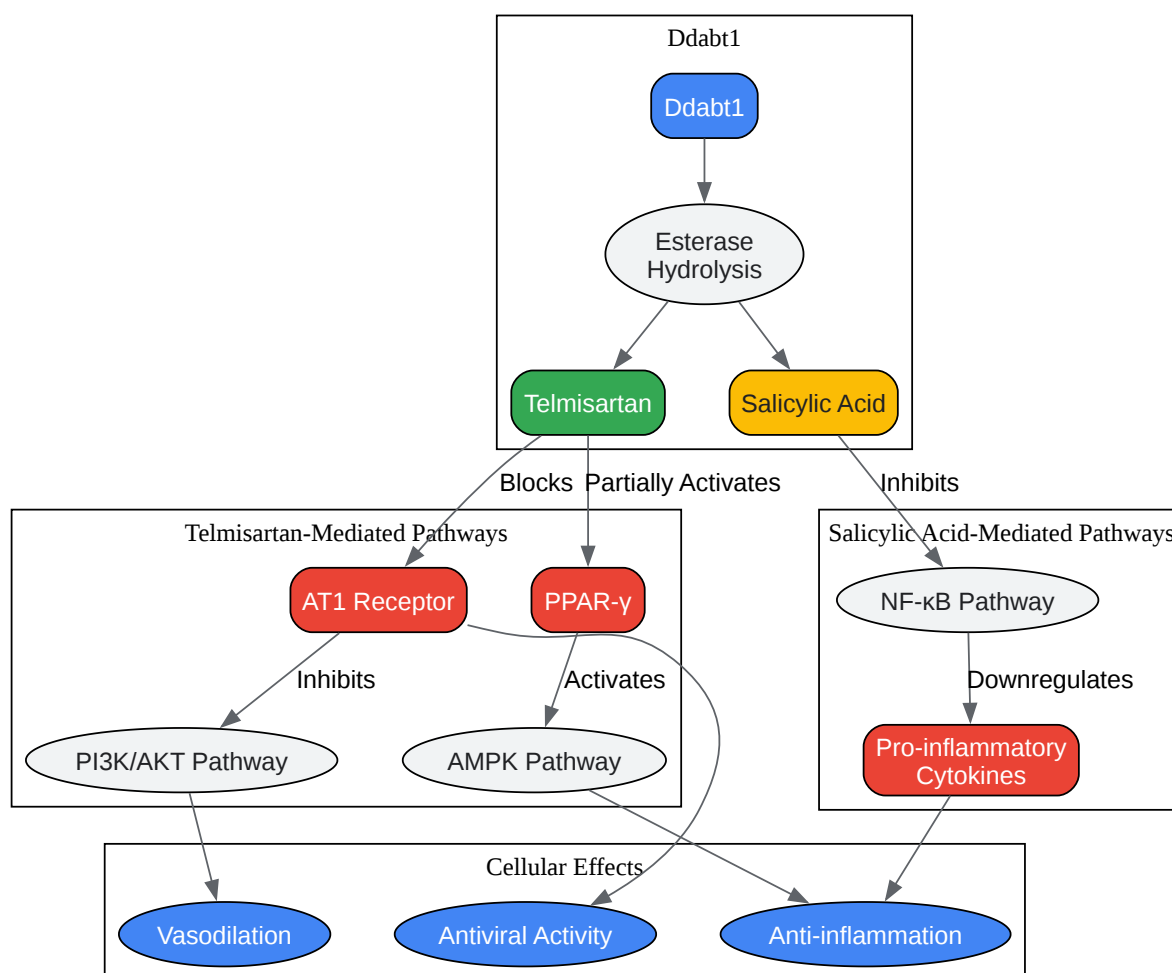 Ddabt1
Ddabt1
Esterase
Hydrolysis
Telmisartan
Salicylic Acid
Blocks
Partially Activates
Inhibits
Telmisartan-Mediated Pathways
Salicylic Acid-Mediated Pathways
AT1 Receptor
PPAR-γ
NF-κB Pathway
Inhibits
Activates
Downregulates
PI3K/AKT Pathway
AMPK Pathway
Pro-inflammatory
Cytokines
Cellular Effects
Vasodilation
Antiviral Activity
Anti-inflammation